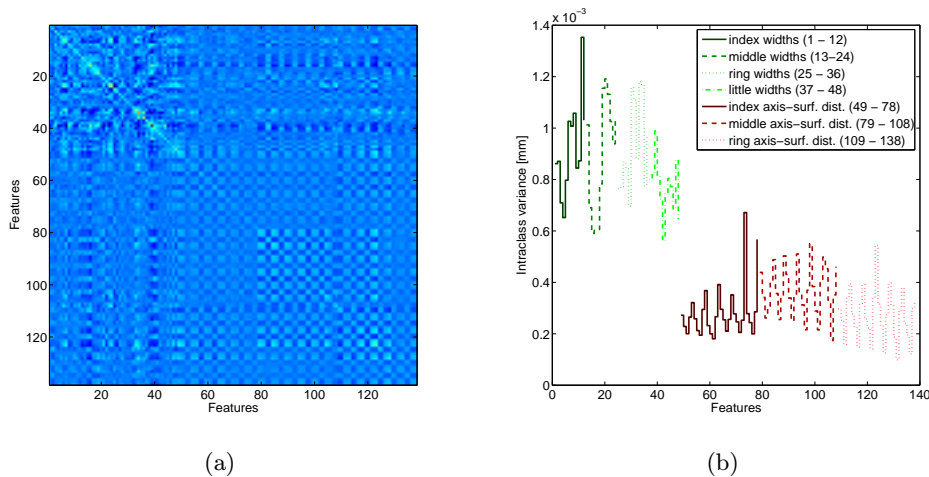 20
40
60
80
100
120
Features
20 40 60 80 100 120
Features
(a)
x 10⁻³
1.4
1.2
1
0.8
0.6
0.4
0.2
0
Intraclass variance [mm]
index widths (1 − 12)
middle widths (13−24)
ring widths (25 − 36)
little widths (37 − 48)
index axis−surf. dist. (49 − 78)
middle axis−surf. dist. (79 − 108)
ring axis−surf. dist. (109 − 138)
0 20 40 60 80 100 120 140
Features
(b)